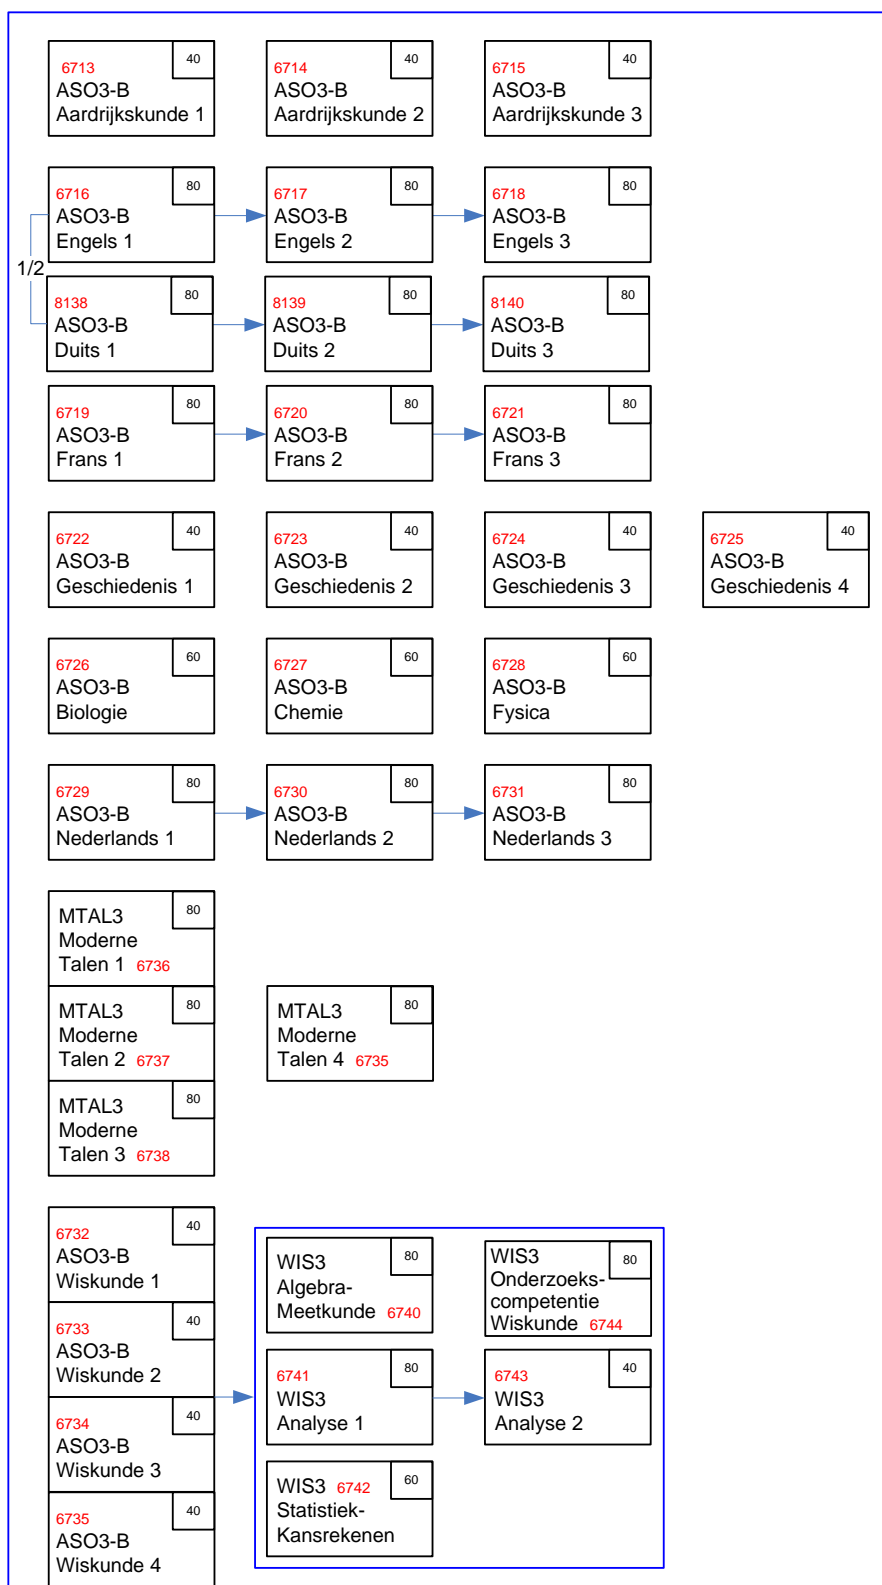 6713
40
ASO3-B
Aardrijkskunde 1
6714
40
ASO3-B
Aardrijkskunde 2
6715
40
ASO3-B
Aardrijkskunde 3
6716
80
ASO3-B
Engels 1
6717
80
ASO3-B
Engels 2
6718
80
ASO3-B
Engels 3
1/2
8138
80
ASO3-B
Duits 1
8139
80
ASO3-B
Duits 2
8140
80
ASO3-B
Duits 3
6719
80
ASO3-B
Frans 1
6720
80
ASO3-B
Frans 2
6721
80
ASO3-B
Frans 3
6722
40
ASO3-B
Geschiedenis 1
6723
40
ASO3-B
Geschiedenis 2
6724
40
ASO3-B
Geschiedenis 3
6725
40
ASO3-B
Geschiedenis 4
6726
60
ASO3-B
Biologie
6727
60
ASO3-B
Chemie
6728
60
ASO3-B
Fysica
6729
80
ASO3-B
Nederlands 1
6730
80
ASO3-B
Nederlands 2
6731
80
ASO3-B
Nederlands 3
MTAL3
80
Moderne
Talen 1 6736
MTAL3
80
Moderne
Talen 2 6737
MTAL3
80
Moderne
Talen 4 6735
MTAL3
80
Moderne
Talen 3 6738
6732
40
ASO3-B
Wiskunde 1
6733
40
ASO3-B
Wiskunde 2
6734
40
ASO3-B
Wiskunde 3
6735
40
ASO3-B
Wiskunde 4
WIS3
80
Algebra-
Meetkunde 6740
WIS3
80
Onderzoeks-
competentie
Wiskunde 6744
6741
80
WIS3
Analyse 1
6743
40
WIS3
Analyse 2
WIS3 6742
60
Statistiek-
Kansrekenen